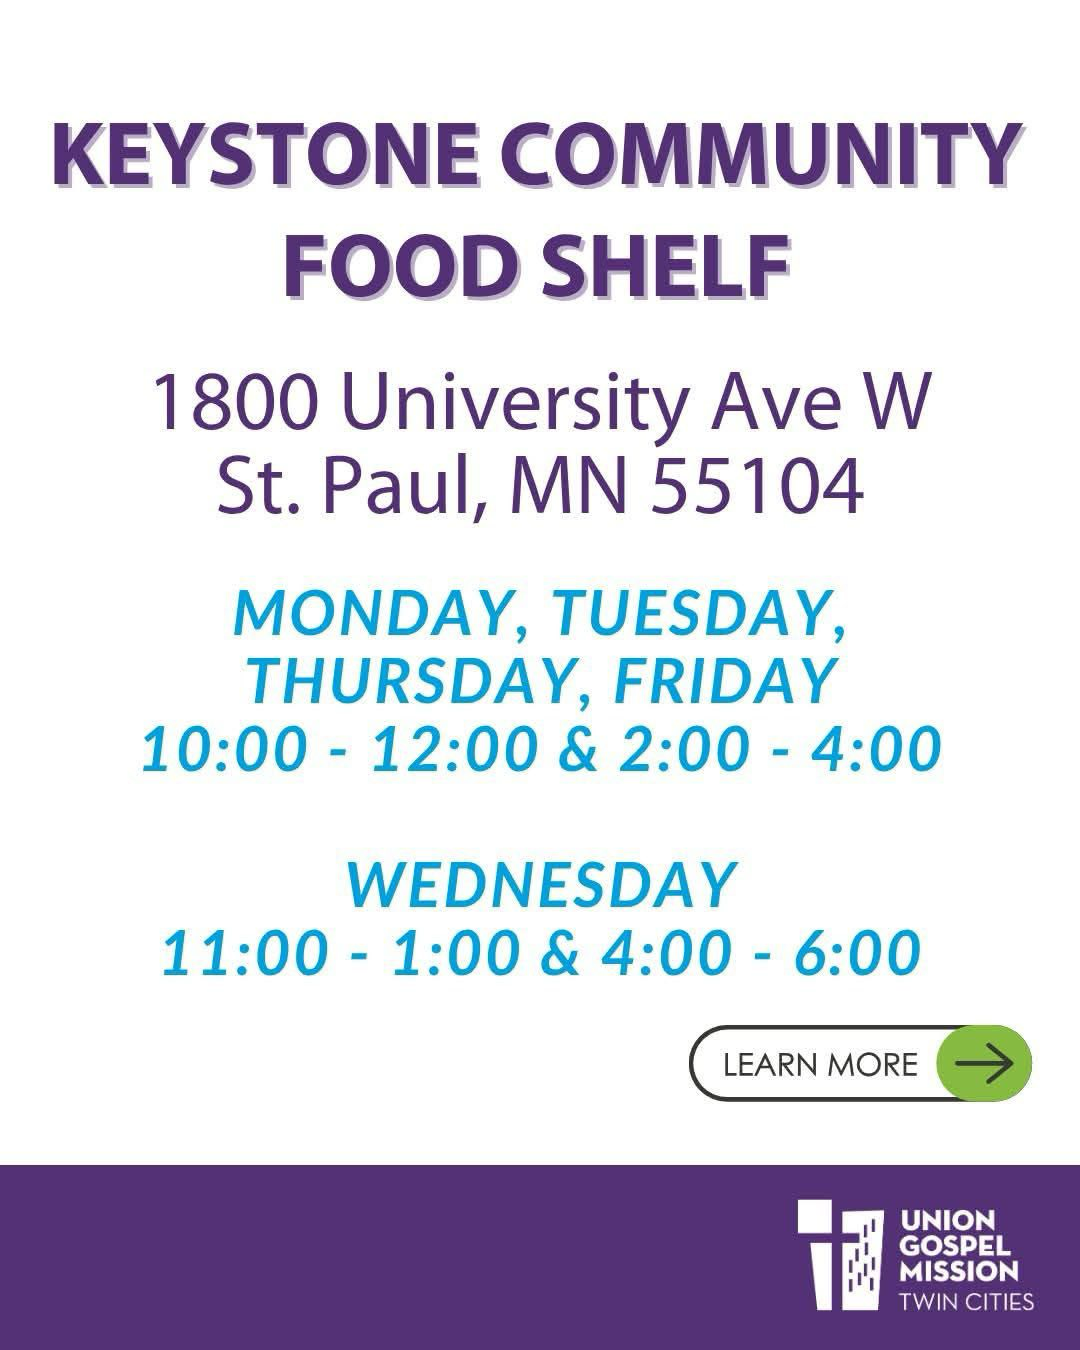 KEYSTONE COMMUNITY
FOOD SHELF
1800 University Ave W
St. Paul, MN 55104
MONDAY, TUESDAY,
THURSDAY, FRIDAY
10:00 - 12:00 & 2:00 - 4:00
WEDNESDAY
11:00 - 1:00 & 4:00 - 6:00
LEARN MORE
UNION
GOSPEL
MISSION
TWIN CITIES